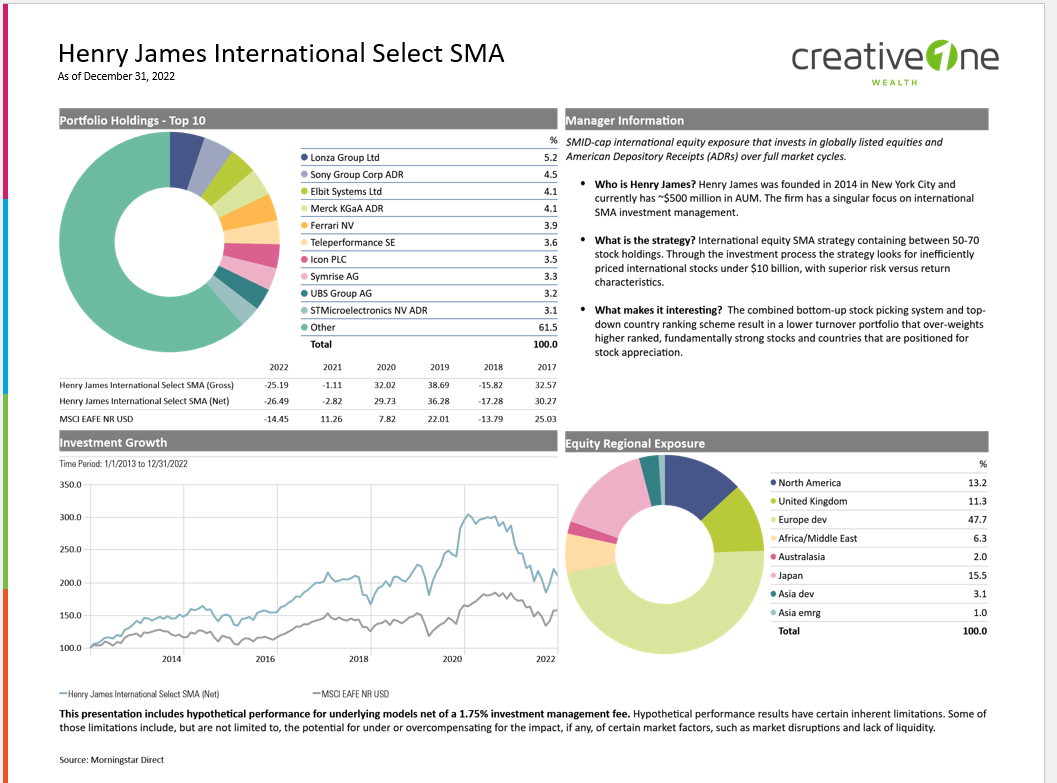 Henry James International Select SMA
As of December 31, 2022
creative1ne
WEALTH
Portfolio Holdings - Top 10
%
Lonza Group Ltd 5.2
Sony Group Corp ADR 4.5
Elbit Systems Ltd 4.1
Merck KGaA ADR 4.1
Ferrari NV 3.9
Teleperformance SE 3.6
Icon PLC 3.5
Symrise AG 3.3
UBS Group AG 3.2
STMicroelectronics NV ADR 3.1
Other 61.5
Total 100.0
2022 2021 2020 2019 2018 2017
Henry James International Select SMA (Gross) -25.19 -1.11 32.02 38.69 -15.82 32.57
Henry James International Select SMA (Net) -26.49 -2.82 29.73 36.28 -17.28 30.27
MSCI EAFE NR USD -14.45 11.26 7.82 22.01 -13.79 25.03
Manager Information
SMID-cap international equity exposure that invests in globally listed equities and
American Depository Receipts (ADRs) over full market cycles.
• Who is Henry James? Henry James was founded in 2014 in New York City and
currently has ~$500 million in AUM. The firm has a singular focus on international
SMA investment management.
• What is the strategy? International equity SMA strategy containing between 50-70
stock holdings. Through the investment process the strategy looks for inefficiently
priced international stocks under $10 billion, with superior risk versus return
characteristics.
• What makes it interesting? The combined bottom-up stock picking system and top-
down country ranking scheme result in a lower turnover portfolio that over-weights
higher ranked, fundamentally strong stocks and countries that are positioned for
stock appreciation.
Investment Growth
Time Period: 1/1/2013 to 12/31/2022
350.0
300.0
250.0
200.0
150.0
100.0
2014 2016 2018 2020 2022
Henry James International Select SMA (Net) MSCI EAFE NR USD
Equity Regional Exposure
%
North America 13.2
United Kingdom 11.3
Europe dev 47.7
Africa/Middle East 6.3
Australasia 2.0
Japan 15.5
Asia dev 3.1
Asia emrg 1.0
Total 100.0
This presentation includes hypothetical performance for underlying models net of a 1.75% investment management fee. Hypothetical performance results have certain inherent limitations. Some of
those limitations include, but are not limited to, the potential for under or overcompensating for the impact, if any, of certain market factors, such as market disruptions and lack of liquidity.
Source: Morningstar Direct